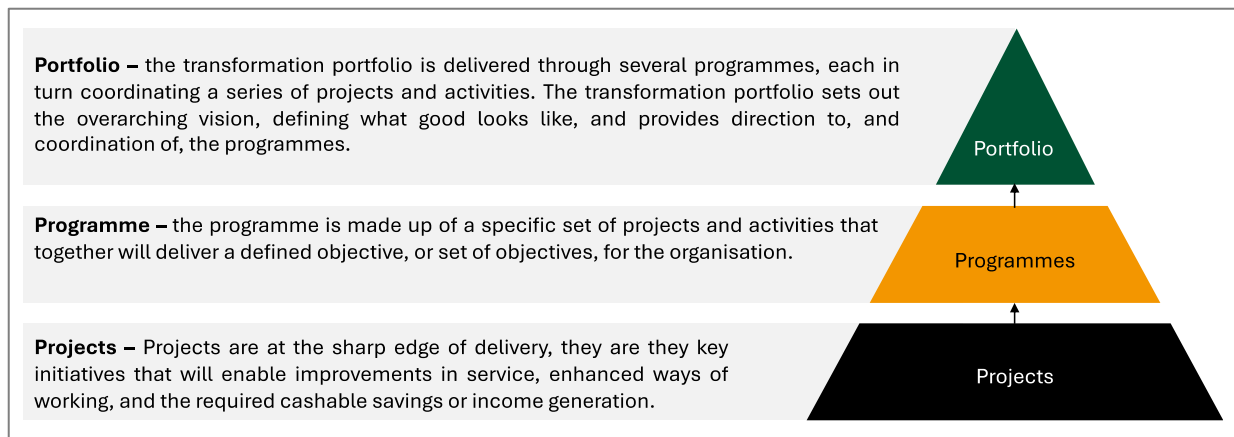 Portfolio – the transformation portfolio is delivered through several programmes, each in
turn coordinating a series of projects and activities. The transformation portfolio sets out
the overarching vision, defining what good looks like, and provides direction to, and
coordination of, the programmes.
Portfolio
Programme – the programme is made up of a specific set of projects and activities that
together will deliver a defined objective, or set of objectives, for the organisation.
Programmes
Projects – Projects are at the sharp edge of delivery, they are they key
initiatives that will enable improvements in service, enhanced ways of
working, and the required cashable savings or income generation.
Projects